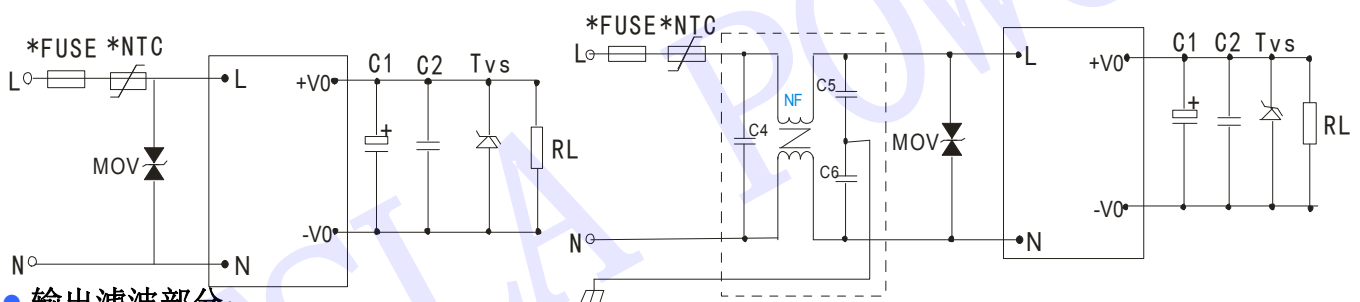 *FUSE *NTC
L
L
+V0
C1 C2 Tvs
+
MOV
RL
-V0
N
N
*FUSE*NTC
L
C4
NF
C5
C6
MOV
L
+V0
C1 C2 Tvs
+
RL
-V0
N
N
输出滤波部分